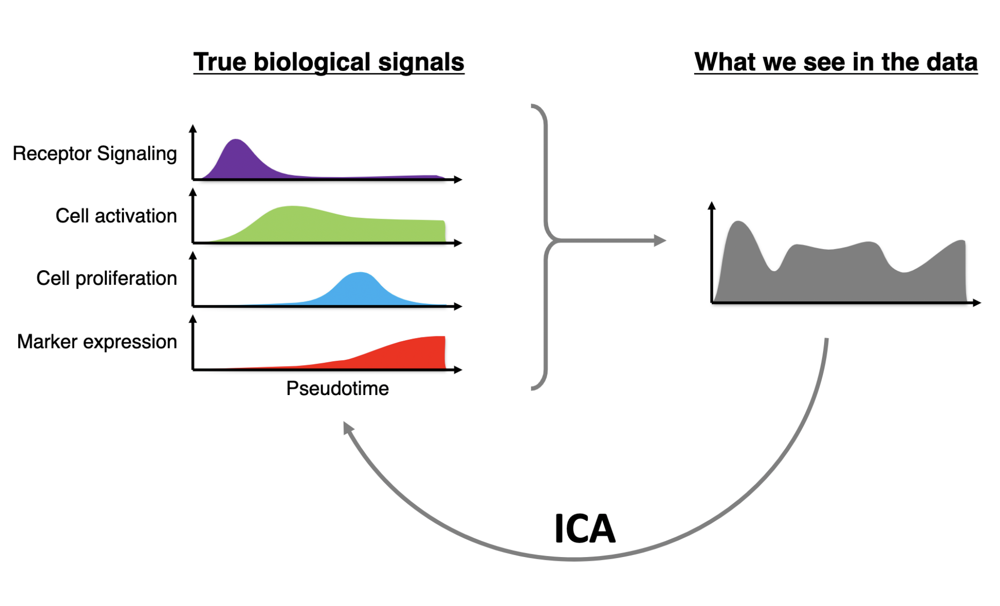 True biological signals
What we see in the data
Receptor Signaling
Cell activation
Cell proliferation
Marker expression
Pseudotime
ICA